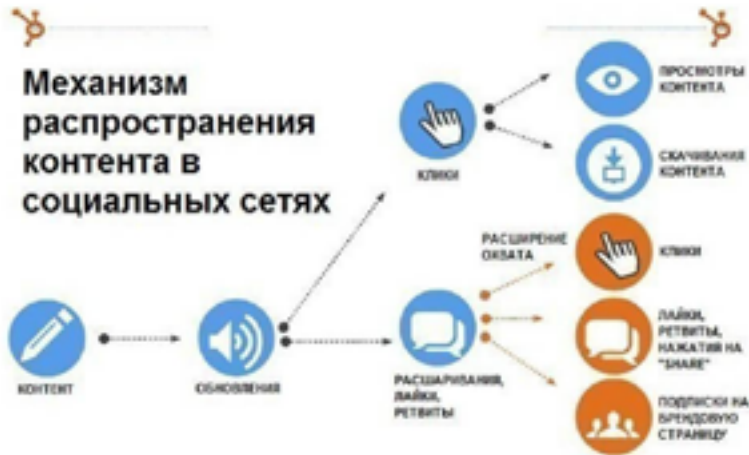 Механизм
распространения
контента в
социальных сетях
КОНТЕНТ
ОБНОВЛЕНИЯ
КЛИКИ
ПРОСМОТРЫ
КОНТЕНТА
СКАЧИВАНИЯ
КОНТЕНТА
РАСШАРИВАНИЯ,
ЛАЙКИ,
РЕТВИТЫ
РАСШИРЕНИЕ
ОХВАТА
КЛИКИ
ЛАЙКИ,
РЕТВИТЫ,
НАЖАТИЯ НА
"SHARE"
ПОДПИСКИ НА
БРЕНДОВУЮ
СТРАНИЦУ